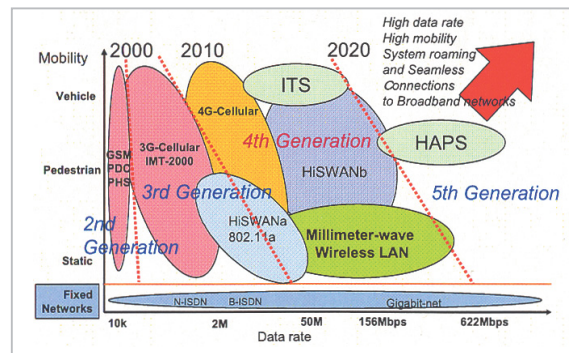 Mobility
2000
2010
2020
High data rate
High mobility
System roaming
and Seamless
Connections
to Broadband networks
Vehicle
ITS
4G-Cellular
4th Generation
HAPS
GSM
PDC
PHS
3G-Cellular
IMT-2000
Pedestrian
HiSWANb
3rd Generation
5th Generation
2nd
Generation
HiSWANa
802.11a
Millimeter-wave
Wireless LAN
Static
Fixed
Networks
N-ISDN
B-ISDN
Gigabit-net
10k
2M
50M
156Mbps
622Mbps
Data rate